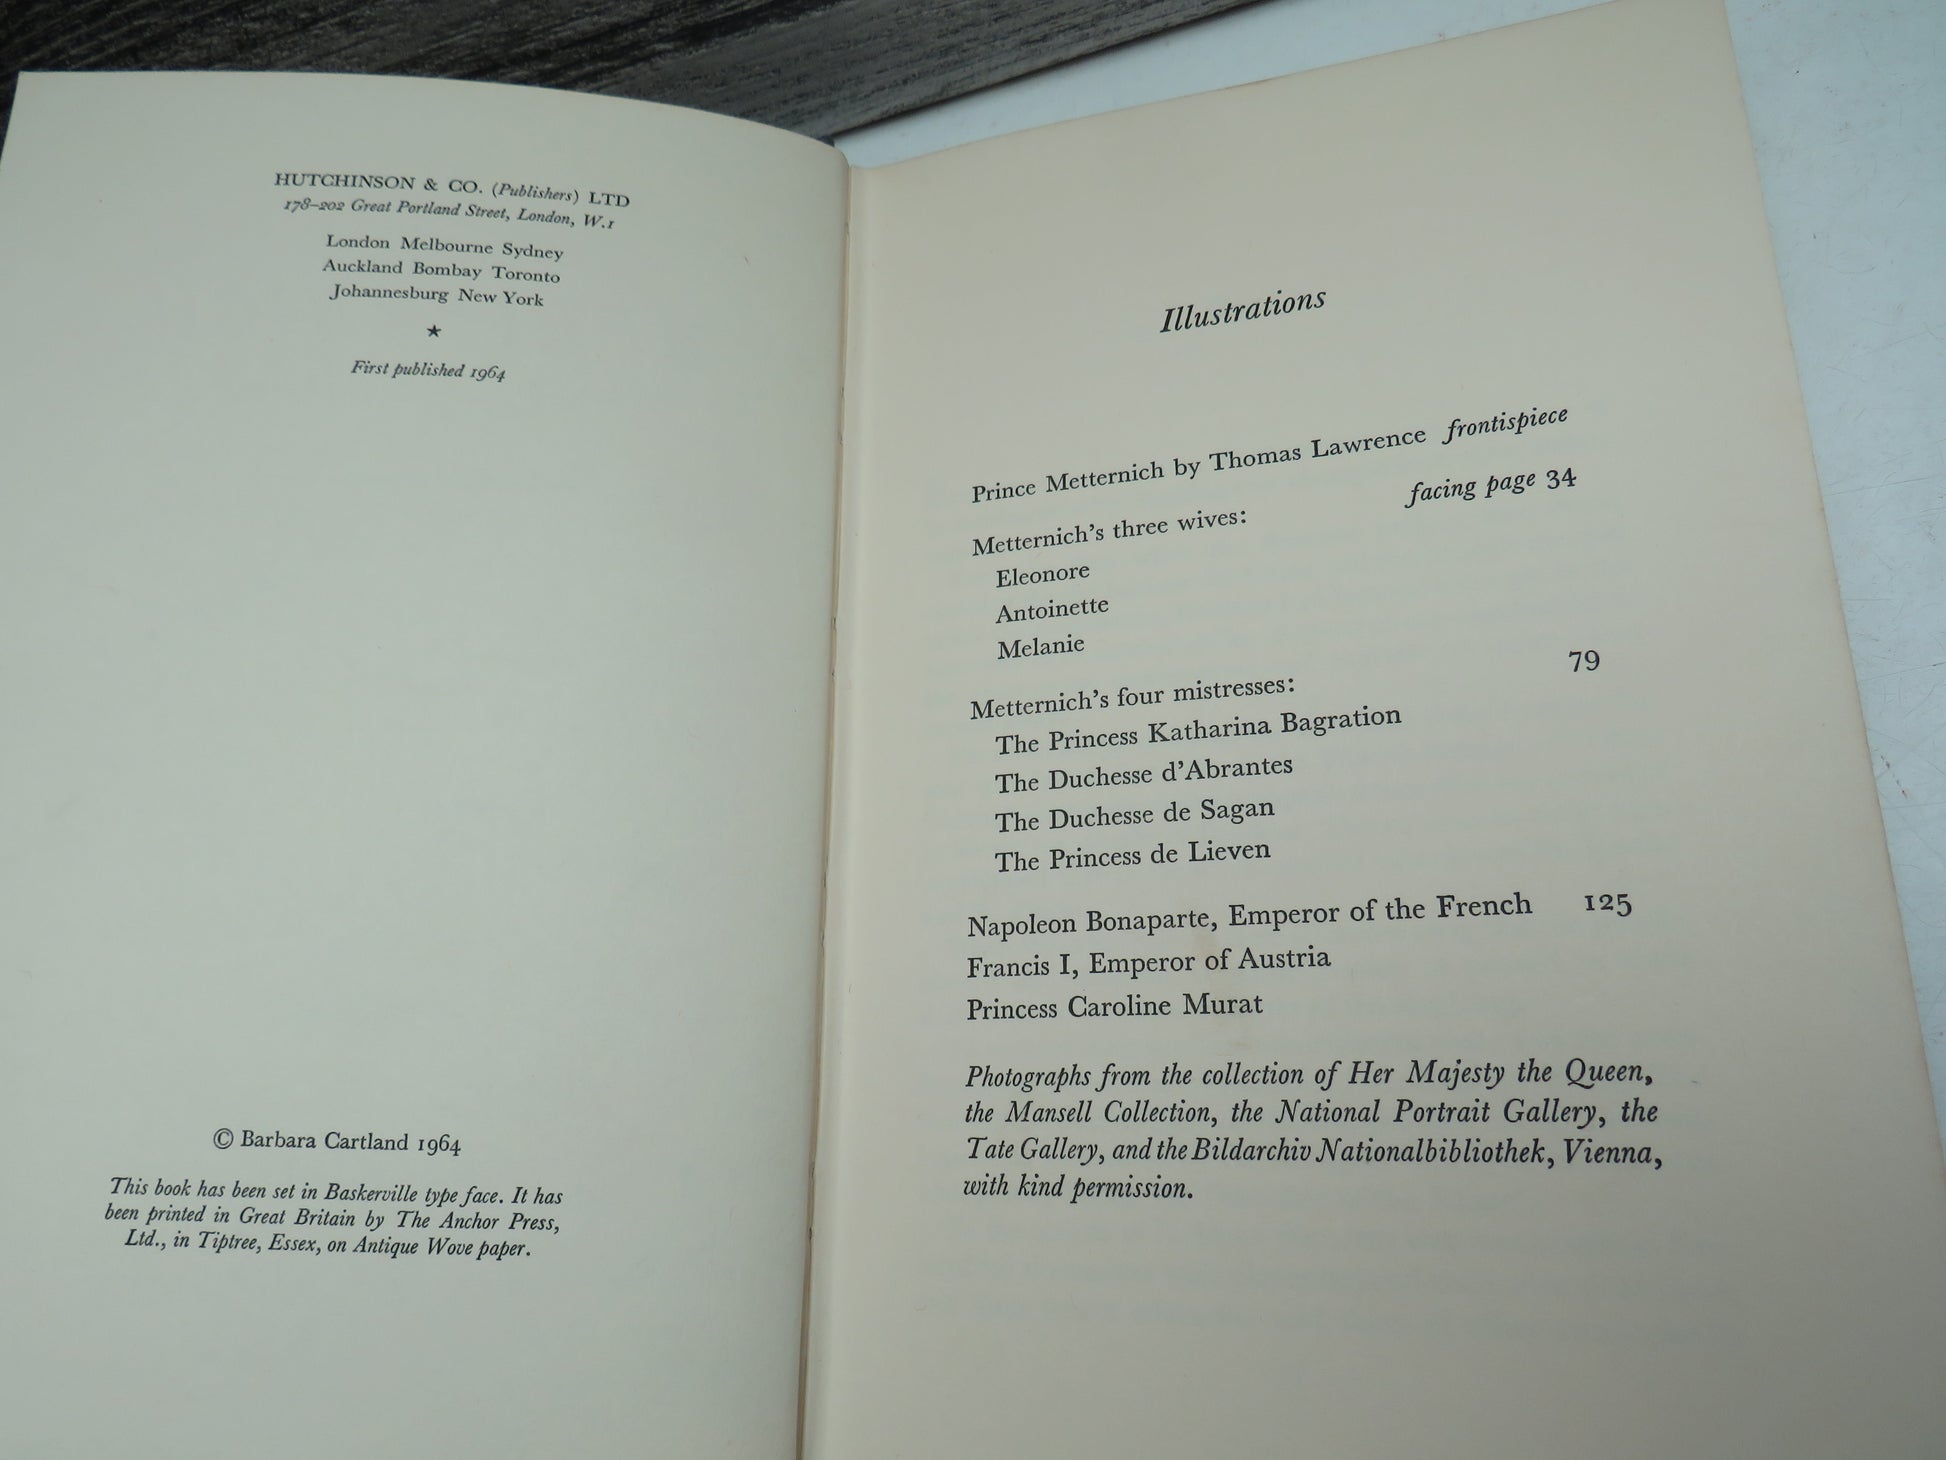 HUTCHINSON & CO. (Publishers) LTD
178–202 Great Portland Street, London, W.1
London Melbourne Sydney
Auckland Bombay Toronto
Johannesburg New York
★
First published 1964
© Barbara Cartland 1964
This book has been set in Baskerville type face. It has
been printed in Great Britain by The Anchor Press,
Ltd., in Tiptree, Essex, on Antique Wove paper.
Illustrations
Prince Metternich by Thomas Lawrence frontispiece
Metternich's three wives: facing page 34
Eleonore
Antoinette
Melanie
Metternich's four mistresses: 79
The Princess Katharina Bagration
The Duchesse d'Abrantes
The Duchesse de Sagan
The Princess de Lieven
Napoleon Bonaparte, Emperor of the French 125
Francis I, Emperor of Austria
Princess Caroline Murat
Photographs from the collection of Her Majesty the Queen,
the Mansell Collection, the National Portrait Gallery, the
Tate Gallery, and the Bildarchiv Nationalbibliothek, Vienna,
with kind permission.